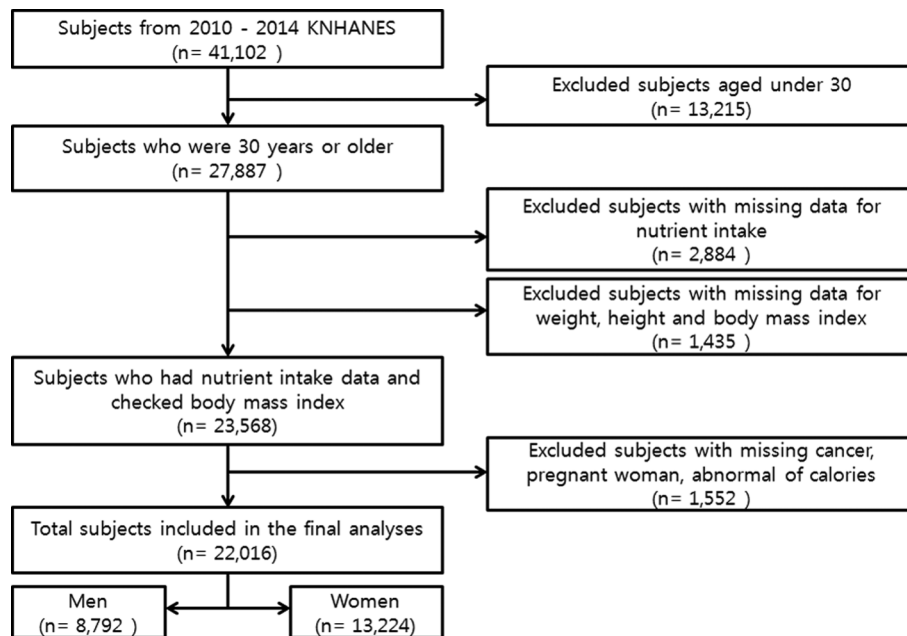 Subjects from 2010 - 2014 KNHANES
(n= 41,102 )
Excluded subjects aged under 30
(n= 13,215)
Subjects who were 30 years or older
(n= 27,887 )
Excluded subjects with missing data for
nutrient intake
(n= 2,884 )
Excluded subjects with missing data for
weight, height and body mass index
(n= 1,435 )
Subjects who had nutrient intake data and
checked body mass index
(n= 23,568)
Excluded subjects with missing cancer,
pregnant woman, abnormal of calories
(n= 1,552 )
Total subjects included in the final analyses
(n= 22,016)
Men
(n= 8,792 )
Women
(n= 13,224)